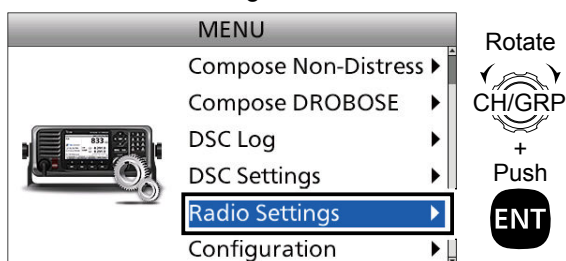 MENU
Compose Non-Distress
Compose DROBOSE
DSC Log
DSC Settings
Radio Settings
Configuration
Rotate
CH/GRP
+
Push
ENT